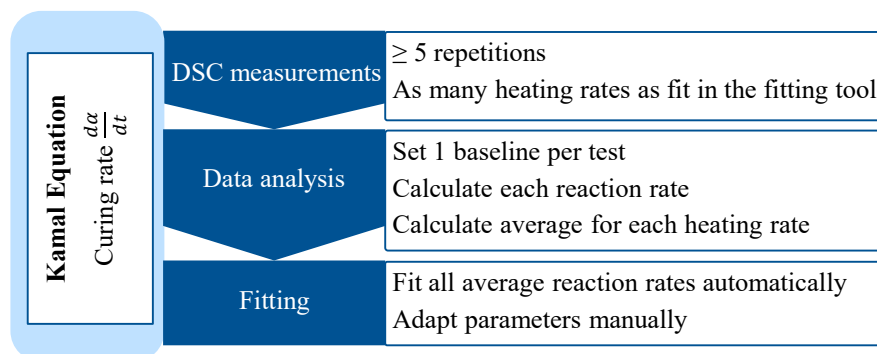 Kamal Equation
Curing rate dα/dt
DSC measurements
≥ 5 repetitions
As many heating rates as fit in the fitting tool
Data analysis
Set 1 baseline per test
Calculate each reaction rate
Calculate average for each heating rate
Fitting
Fit all average reaction rates automatically
Adapt parameters manually